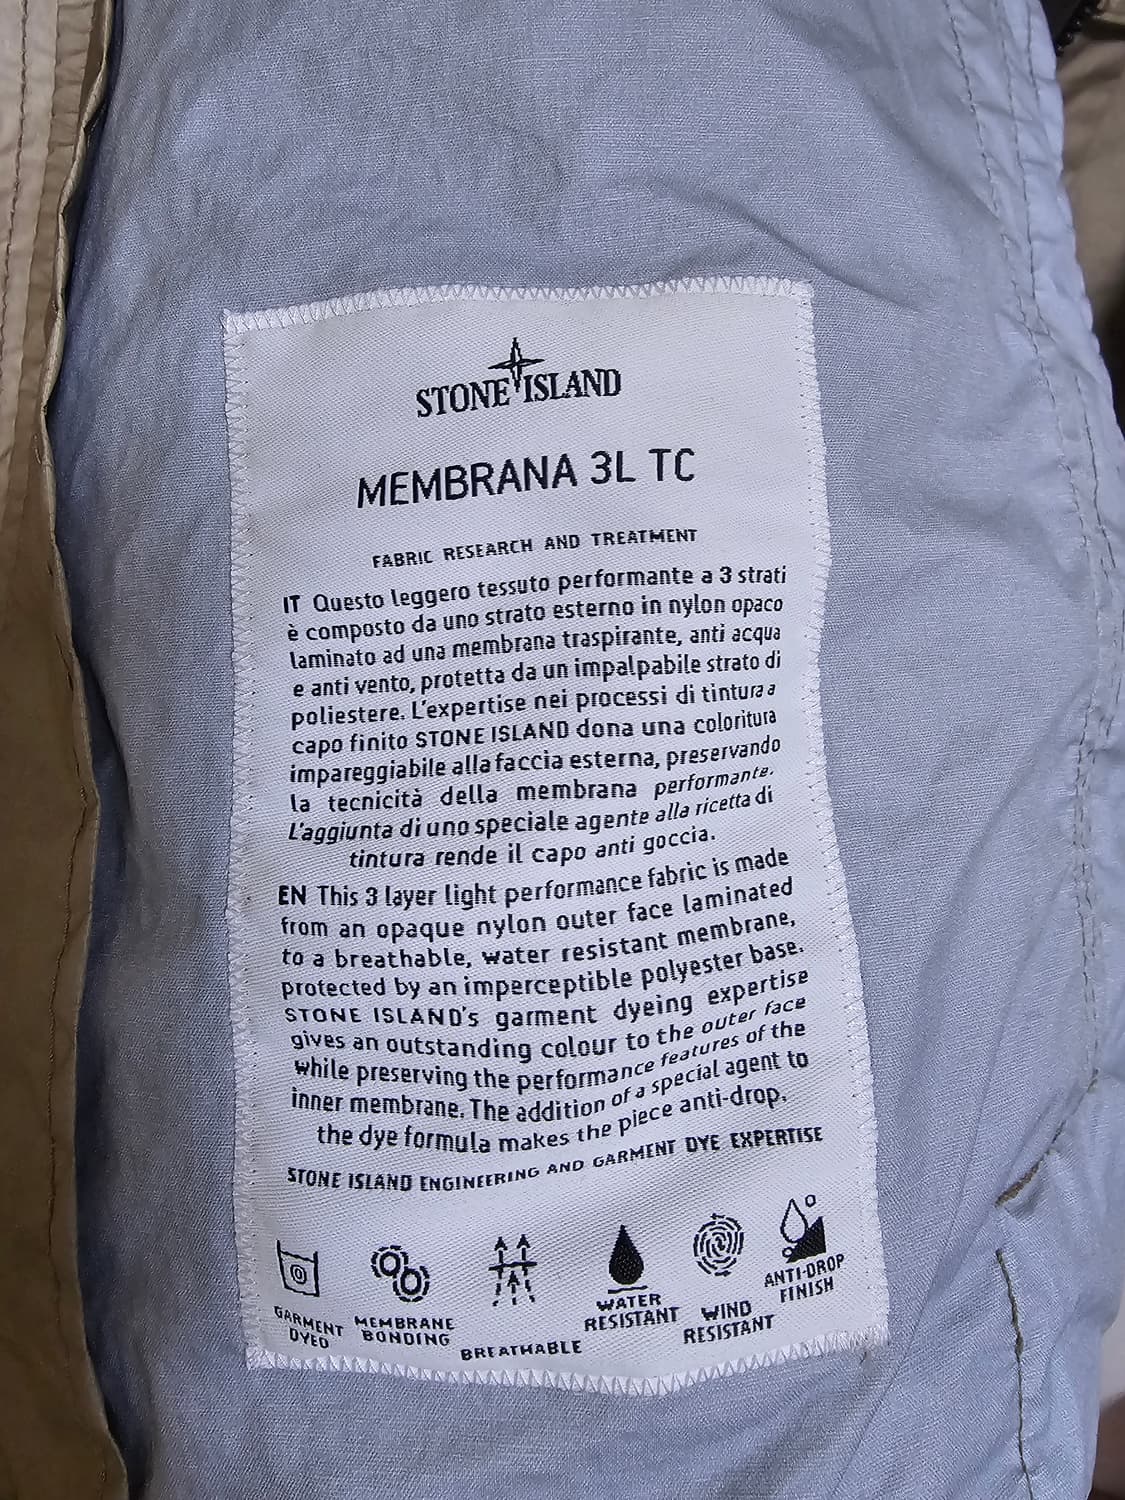 STONE ISLAND
MEMBRANA 3L TC
FABRIC RESEARCH AND TREATMENT
IT Questo leggero tessuto performante a 3 strati
è composto da uno strato esterno in nylon opaco
laminato ad una membrana traspirante, anti acqua
e anti vento, protetta da un impalpabile strato di
poliestere. L'expertise nei processi di tintura a
capo finito STONE ISLAND dona una coloritura
impareggiabile alla faccia esterna, preservando
la tecnicità della membrana performante.
L'aggiunta di uno speciale agente alla ricetta di
tintura rende il capo anti goccia.
EN This 3 layer light performance fabric is made
from an opaque nylon outer face laminated
to a breathable, water resistant membrane,
protected by an imperceptible polyester base.
STONE ISLAND's garment dyeing expertise
gives an outstanding colour to the outer face
while preserving the performance features of the
inner membrane. The addition of a special agent to
the dye formula makes the piece anti-drop.
STONE ISLAND ENGINEERING AND GARMENT DYE EXPERTISE
GARMENT
DYED
MEMBRANE
BONDING
BREATHABLE
WATER
RESISTANT
WIND
RESISTANT
ANTI-DROP
FINISH